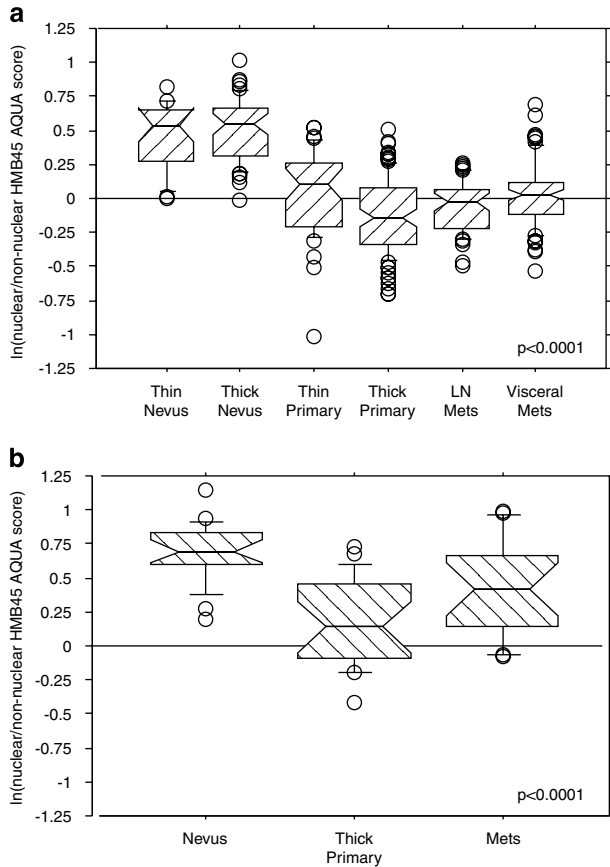 a
ln(nuclear/non-nuclear HMB45 AQUA score)
1.25
1
0.75
0.5
0.25
0
-0.25
-0.5
-0.75
-1
-1.25
p<0.0001
Thin Nevus
Thick Nevus
Thin Primary
Thick Primary
LN Mets
Visceral Mets
b
ln(nuclear/non-nuclear HMB45 AQUA score)
1.25
1
0.75
0.5
0.25
0
-0.25
-0.5
-0.75
-1
-1.25
p<0.0001
Nevus
Thick Primary
Mets